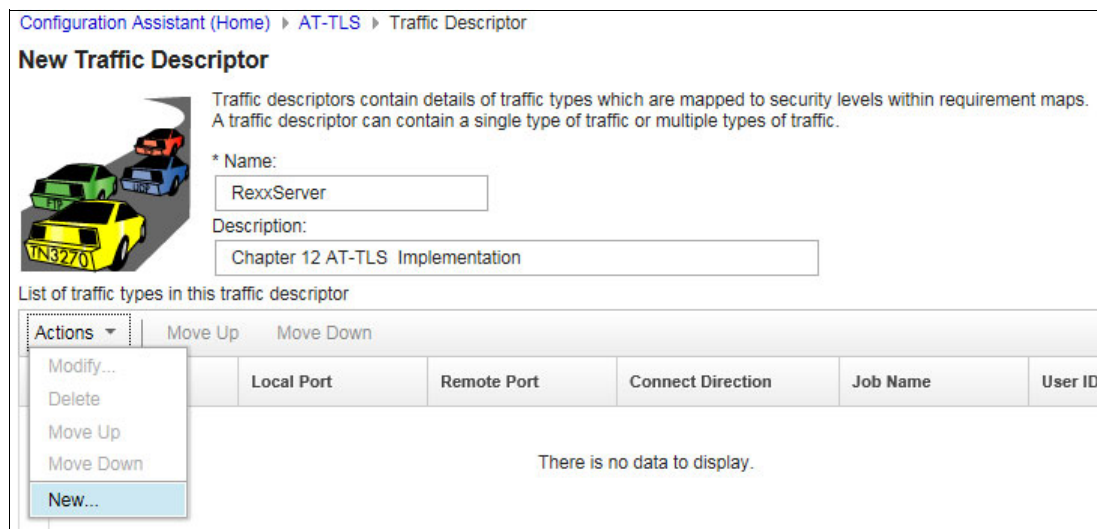 Configuration Assistant (Home) ▶ AT-TLS ▶ Traffic Descriptor
New Traffic Descriptor
Traffic descriptors contain details of traffic types which are mapped to security levels within requirement maps.
A traffic descriptor can contain a single type of traffic or multiple types of traffic.
* Name:
RexxServer
Description:
Chapter 12 AT-TLS Implementation
FTP
TN3270
List of traffic types in this traffic descriptor
Actions Move Up Move Down
Local Port Remote Port Connect Direction Job Name User ID
Modify...
Delete
Move Up
Move Down
New...
There is no data to display.